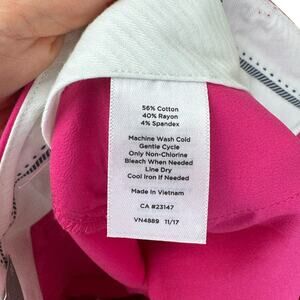 56% Cotton
40% Rayon
4% Spandex
Machine Wash Cold
Gentle Cycle
Only Non-Chlorine
Bleach When Needed
Line Dry
Cool Iron If Needed
Made In Vietnam
CA #23147
VN4889 11/17